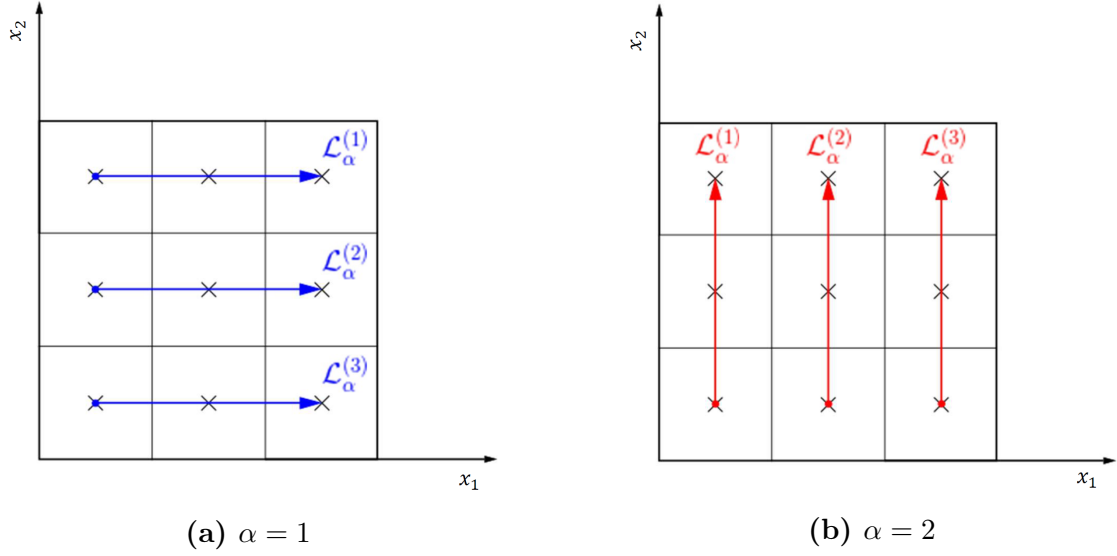 x₂
𝓛_α^(1)
𝓛_α^(2)
𝓛_α^(3)
x₁
(a) α = 1
x₂
𝓛_α^(1) 𝓛_α^(2) 𝓛_α^(3)
x₁
(b) α = 2